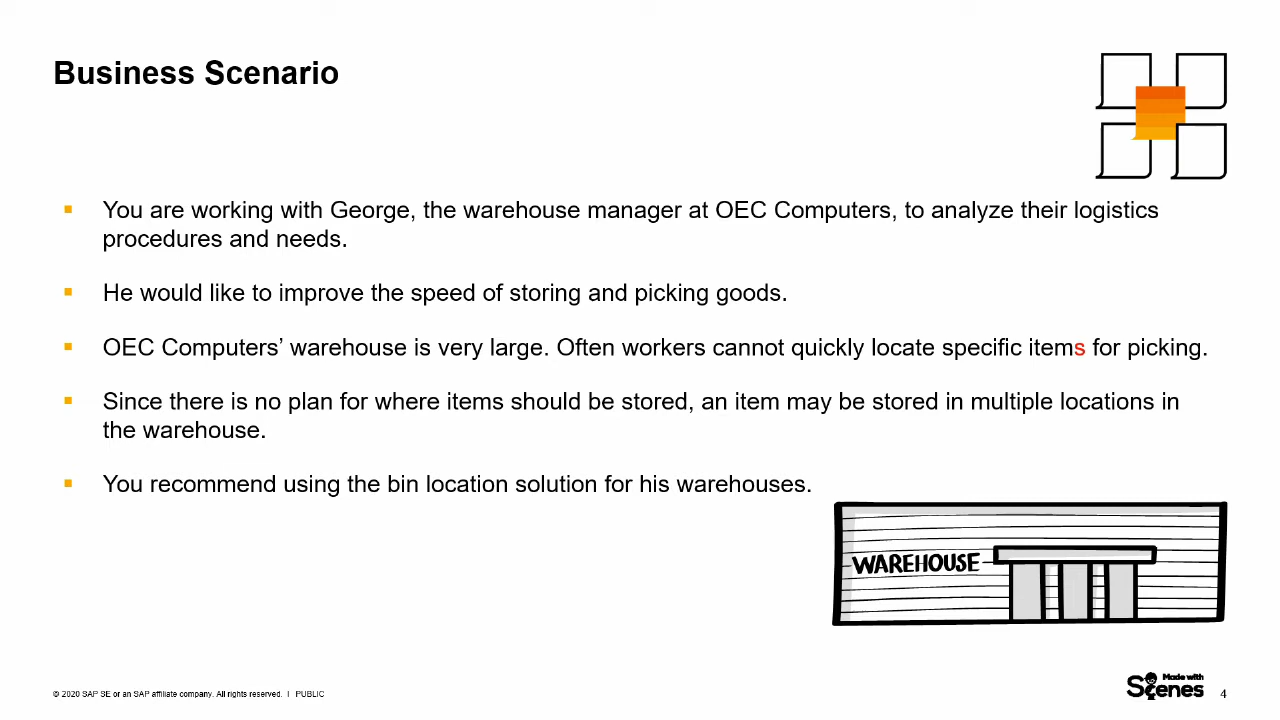 Business Scenario
▪ You are working with George, the warehouse manager at OEC Computers, to analyze their logistics
procedures and needs.
▪ He would like to improve the speed of storing and picking goods.
▪ OEC Computers’ warehouse is very large. Often workers cannot quickly locate specific items for picking.
▪ Since there is no plan for where items should be stored, an item may be stored in multiple locations in
the warehouse.
▪ You recommend using the bin location solution for his warehouses.
WAREHOUSE
© 2020 SAP SE or an SAP affiliate company. All rights reserved. ǀ PUBLIC
Made with
Scenes
4